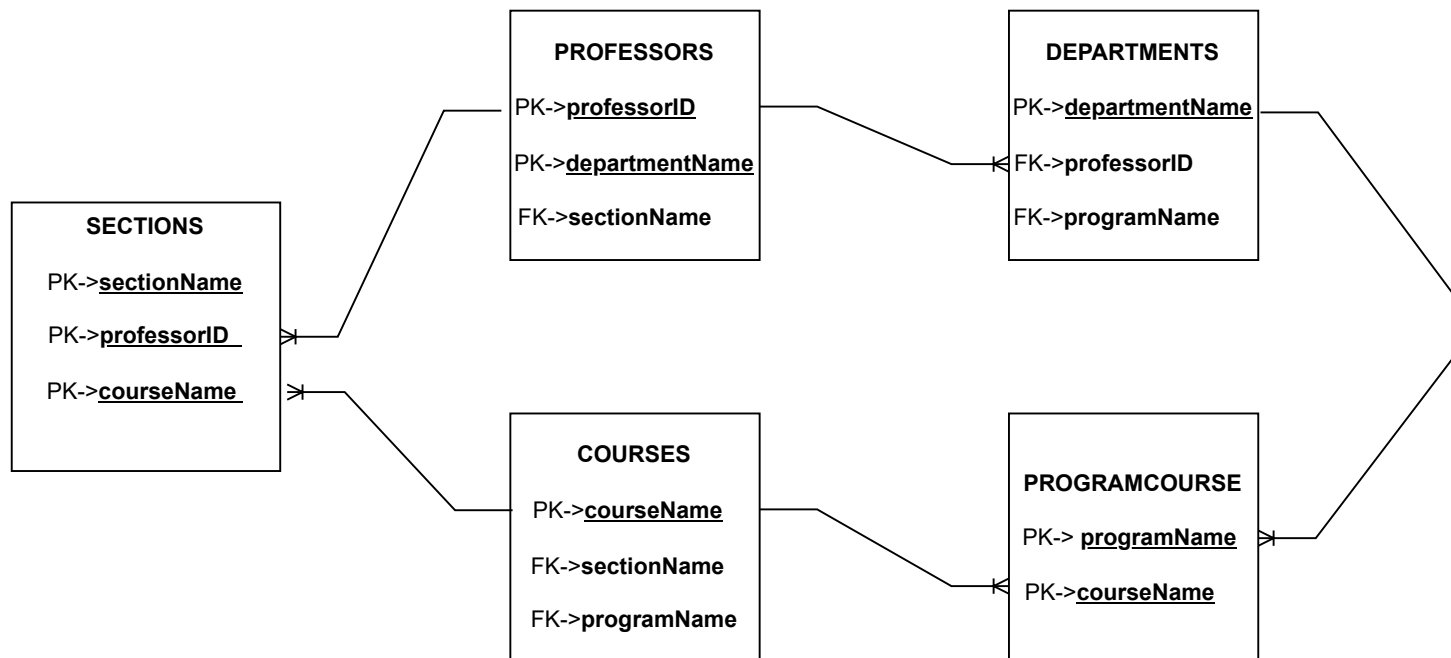 PROFESSORS
PK->professorID
PK->departmentName
FK->sectionName
DEPARTMENTS
PK->departmentName
FK->professorID
FK->programName
SECTIONS
PK->sectionName
PK->professorID
PK->courseName
COURSES
PK->courseName
FK->sectionName
FK->programName
PROGRAMCOURSE
PK-> programName
PK->courseName